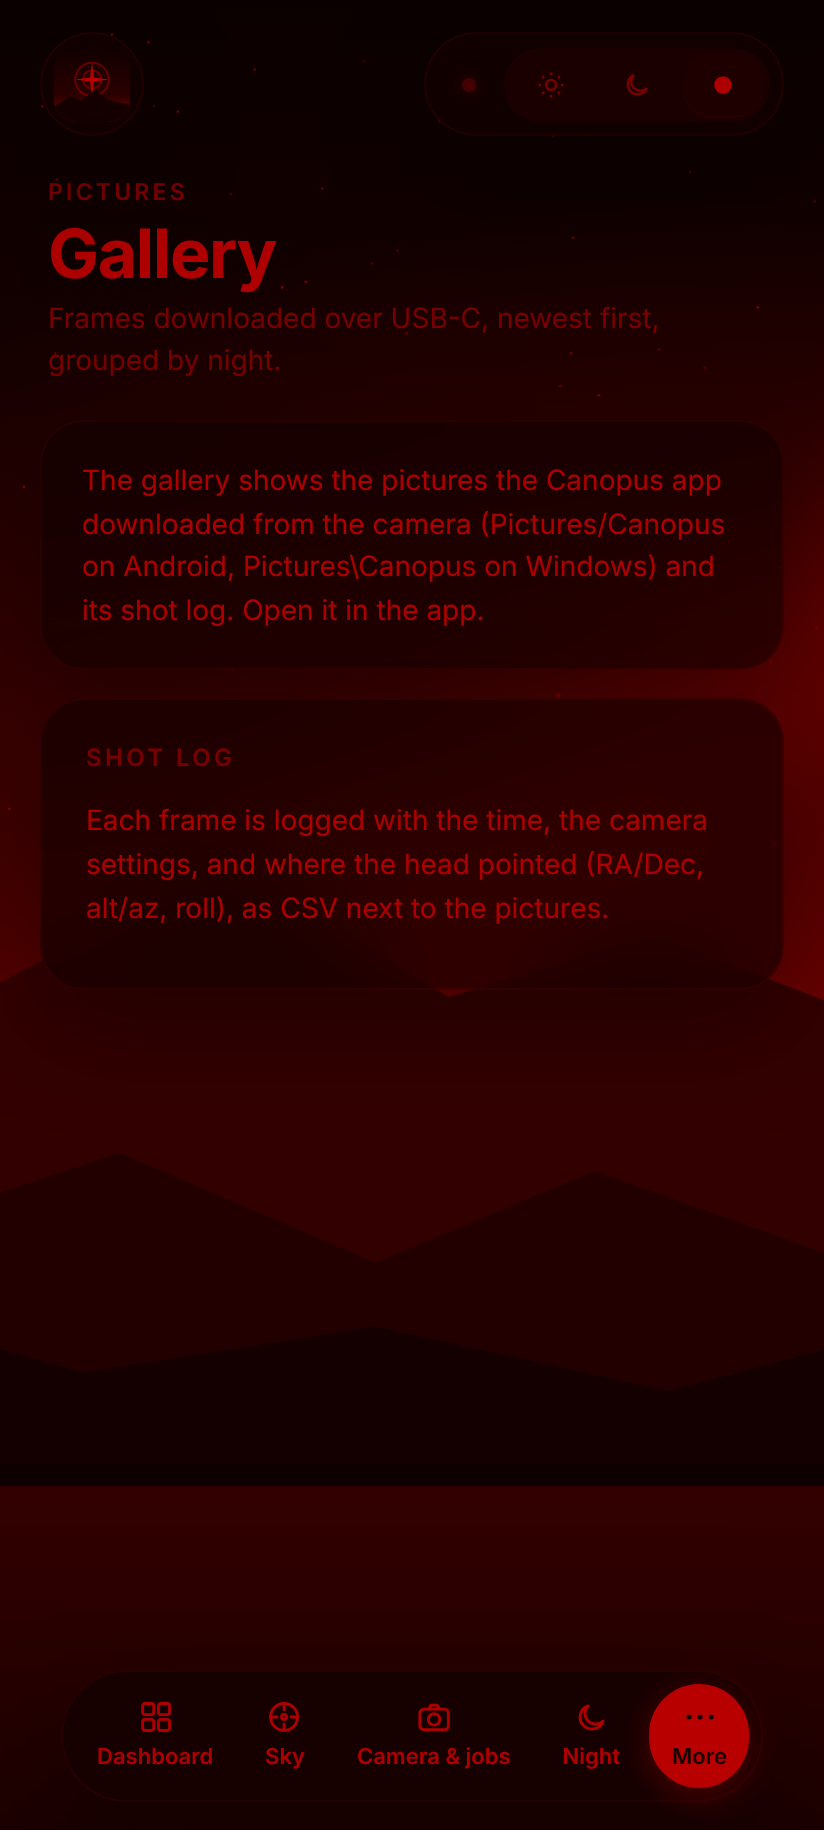 PICTURES
Gallery
Frames downloaded over USB-C, newest first,
grouped by night.
The gallery shows the pictures the Canopus app
downloaded from the camera (Pictures/Canopus
on Android, Pictures\Canopus on Windows) and
its shot log. Open it in the app.
SHOT LOG
Each frame is logged with the time, the camera
settings, and where the head pointed (RA/Dec,
alt/az, roll), as CSV next to the pictures.
Dashboard
Sky
Camera & jobs
Night
More